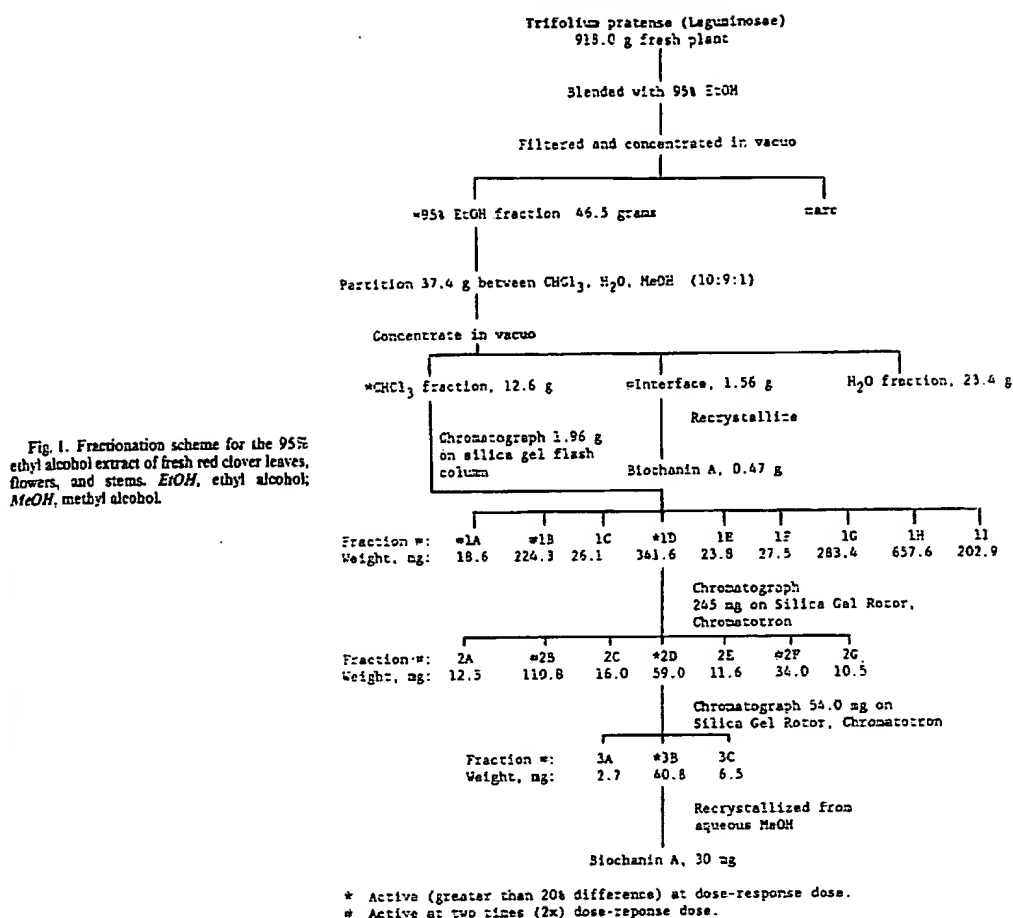 Trifolium pratense (Leguminosae)
918.0 g fresh plant
Blended with 95% EtOH
Filtered and concentrated in vacuo
*95% EtOH fraction 46.5 grams
marc
Partition 37.4 g between CHCl3, H2O, MeOH (10:9:1)
Concentrate in vacuo
*CHCl3 fraction, 12.6 g
#Interface, 1.56 g
H2O fraction, 23.4 g
Recrystallize
Chromatograph 1.96 g
on silica gel flash
column
Biochanin A, 0.47 g
Fig. 1. Fractionation scheme for the 95%
ethyl alcohol extract of fresh red clover leaves,
flowers, and stems. EtOH, ethyl alcohol;
MeOH, methyl alcohol.
Fraction #: #1A #1B 1C *1D 1E 1F 1G 1H 1I
Weight, mg: 18.6 224.3 26.1 341.6 23.8 27.5 283.4 657.6 202.9
Chromatograph
245 mg on Silica Gel Rotor,
Chromatotron
Fraction #: 2A #2B 2C *2D 2E #2F 2G
Weight, mg: 12.5 110.8 16.0 59.0 11.6 34.0 10.5
Chromatograph 54.0 mg on
Silica Gel Rotor, Chromatotron
Fraction #: 3A *3B 3C
Weight, mg: 2.7 40.8 6.5
Recrystallized from
aqueous MeOH
Biochanin A, 30 mg
* Active (greater than 20% difference) at dose-response dose.
# Active at two times (2x) dose-reponse dose.